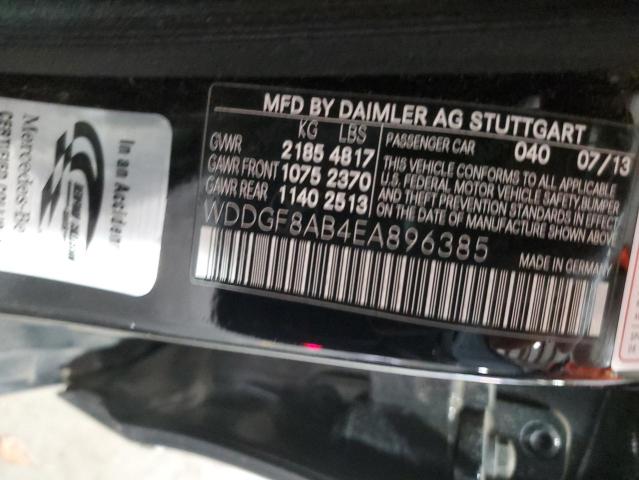 MFD BY DAIMLER AG STUTTGART
KG LBS
GVWR 2185 4817
GAWR FRONT 1075 2370
GAWR REAR 1140 2513
PASSENGER CAR 040 07/13
THIS VEHICLE CONFORMS TO ALL APPLICABLE
U.S. FEDERAL MOTOR VEHICLE SAFETY, BUMPER
AND THEFT PREVENTION STANDARDS IN EFFECT
ON THE DATE OF MANUFACTURE SHOWN ABOVE
WDDGF8AB4EA896385
MADE IN GERMANY
In an Accident
Mercedes-Be